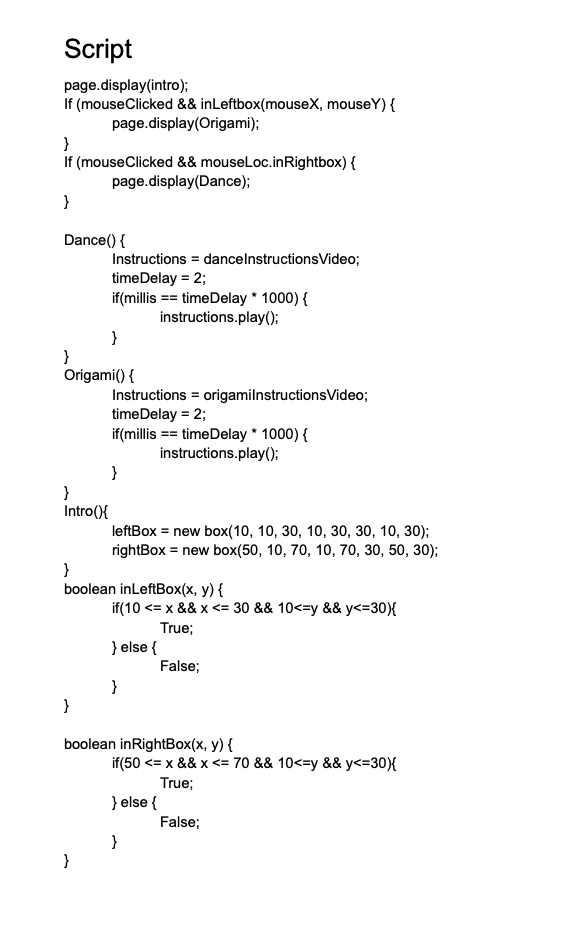 Script
page.display(intro);
If (mouseClicked && inLeftbox(mouseX, mouseY) {
page.display(Origami);
}
If (mouseClicked && mouseLoc.inRightbox) {
page.display(Dance);
}
Dance() {
Instructions = danceInstructionsVideo;
timeDelay = 2;
if(millis == timeDelay * 1000) {
instructions.play();
}
}
Origami() {
Instructions = origamiInstructionsVideo;
timeDelay = 2;
if(millis == timeDelay * 1000) {
instructions.play();
}
}
Intro(){
leftBox = new box(10, 10, 30, 10, 30, 30, 10, 30);
rightBox = new box(50, 10, 70, 10, 70, 30, 50, 30);
}
boolean inLeftBox(x, y) {
if(10 <= x && x <= 30 && 10<=y && y<=30){
True;
} else {
False;
}
}
boolean inRightBox(x, y) {
if(50 <= x && x <= 70 && 10<=y && y<=30){
True;
} else {
False;
}
}